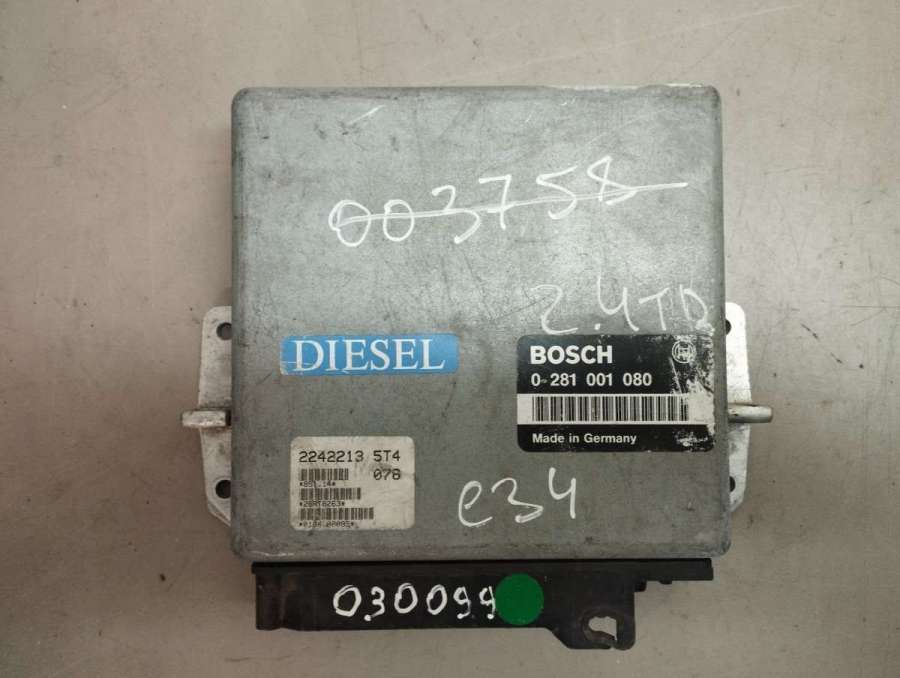 003758
2.4TD
DIESEL
BOSCH
0 281 001 080
Made in Germany
2242213 5T4
078
e34
030099